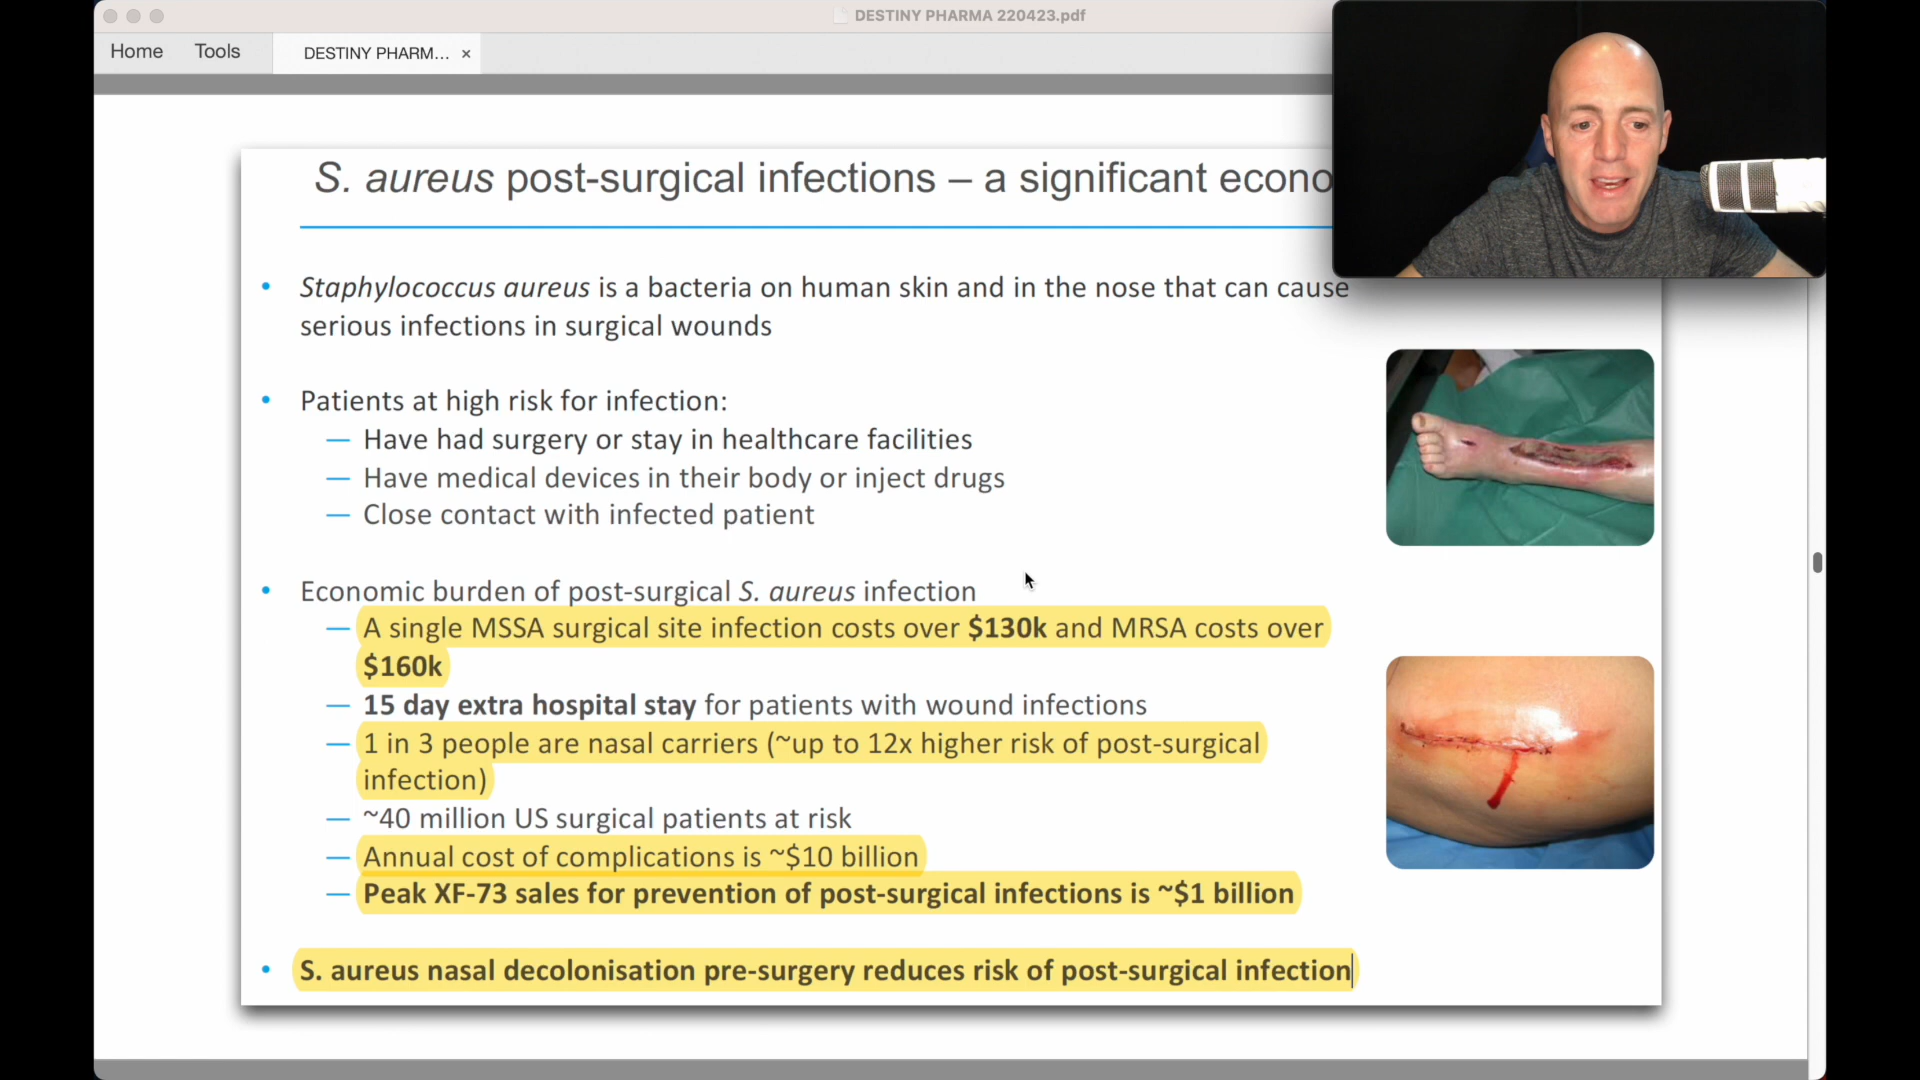 DESTINY PHARMA 220423.pdf
Home Tools DESTINY PHARM... ×
S. aureus post-surgical infections – a significant econo
• Staphylococcus aureus is a bacteria on human skin and in the nose that can cause
serious infections in surgical wounds
• Patients at high risk for infection:
— Have had surgery or stay in healthcare facilities
— Have medical devices in their body or inject drugs
— Close contact with infected patient
• Economic burden of post-surgical S. aureus infection
— A single MSSA surgical site infection costs over $130k and MRSA costs over
$160k
— 15 day extra hospital stay for patients with wound infections
— 1 in 3 people are nasal carriers (~up to 12x higher risk of post-surgical
infection)
— ~40 million US surgical patients at risk
— Annual cost of complications is ~$10 billion
— Peak XF-73 sales for prevention of post-surgical infections is ~$1 billion
• S. aureus nasal decolonisation pre-surgery reduces risk of post-surgical infection